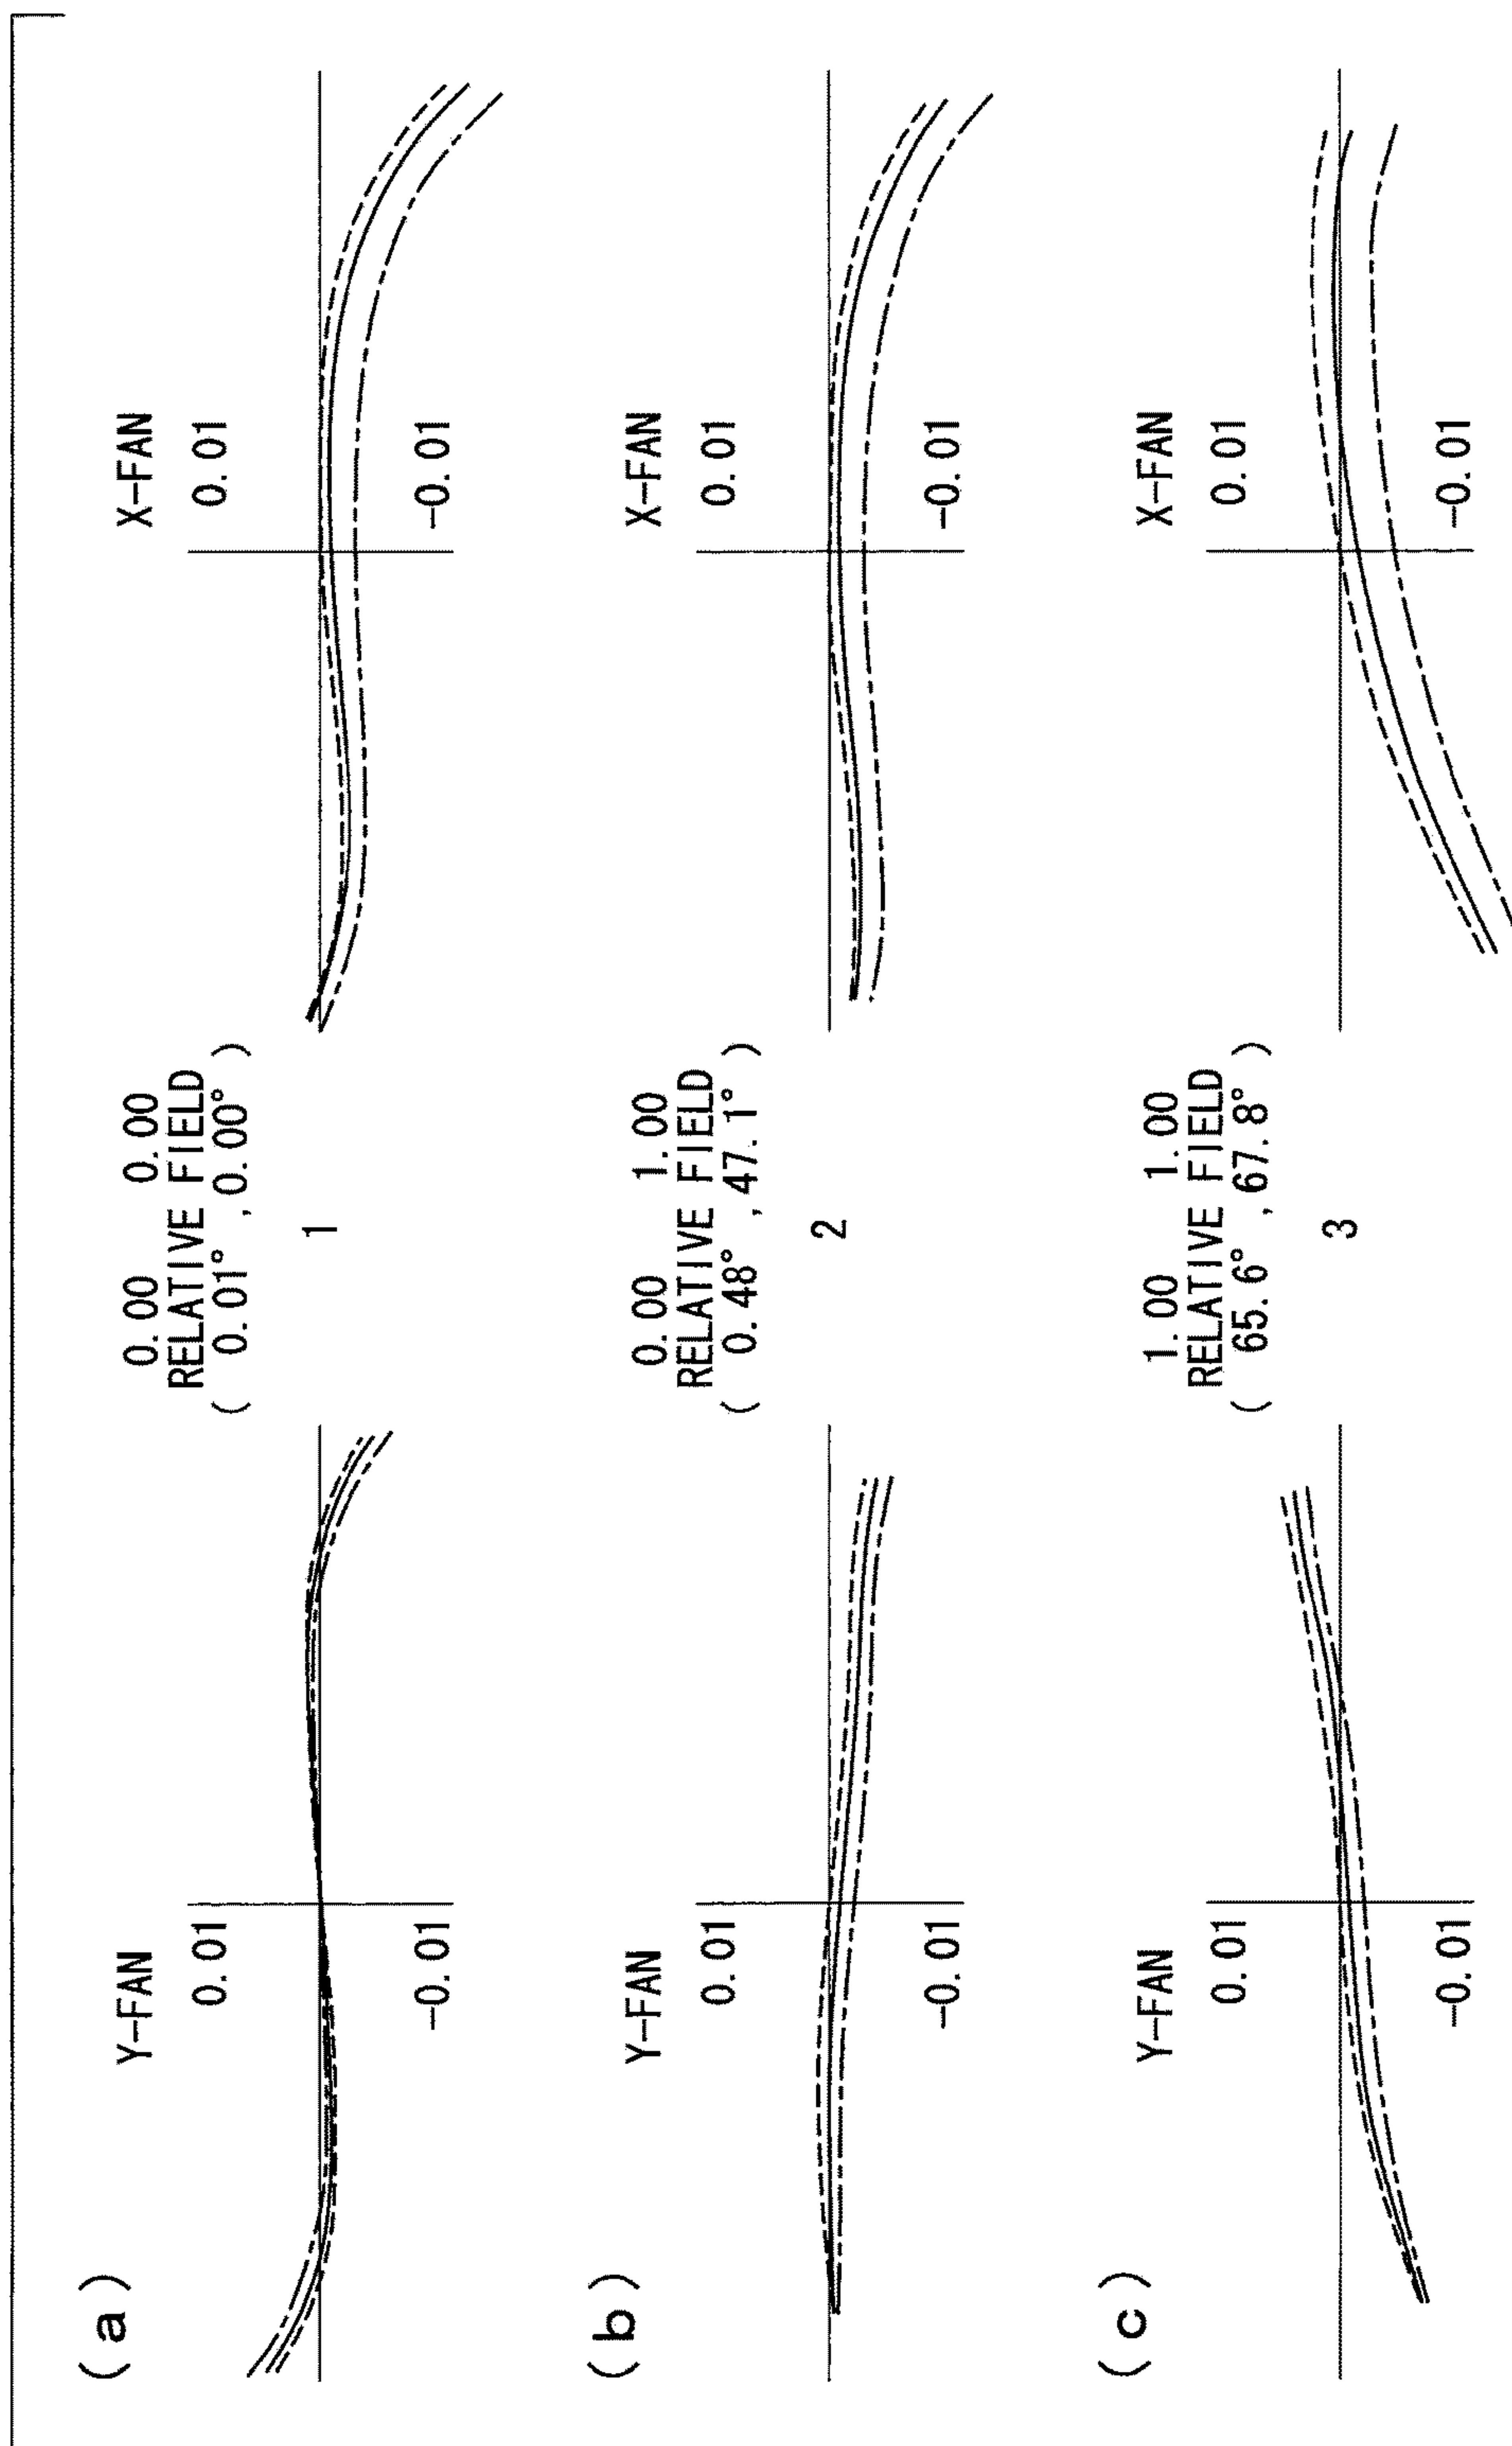 (a)
Y-FAN
0.01
-0.01
0.00 0.00
RELATIVE FIELD
( 0.01° ,0.00° )
1
X-FAN
0.01
-0.01
(b)
Y-FAN
0.01
-0.01
0.00 1.00
RELATIVE FIELD
( 0.48° ,47.1° )
2
X-FAN
0.01
-0.01
(c)
Y-FAN
0.01
-0.01
1.00 1.00
RELATIVE FIELD
( 65.6° ,67.8° )
3
X-FAN
0.01
-0.01